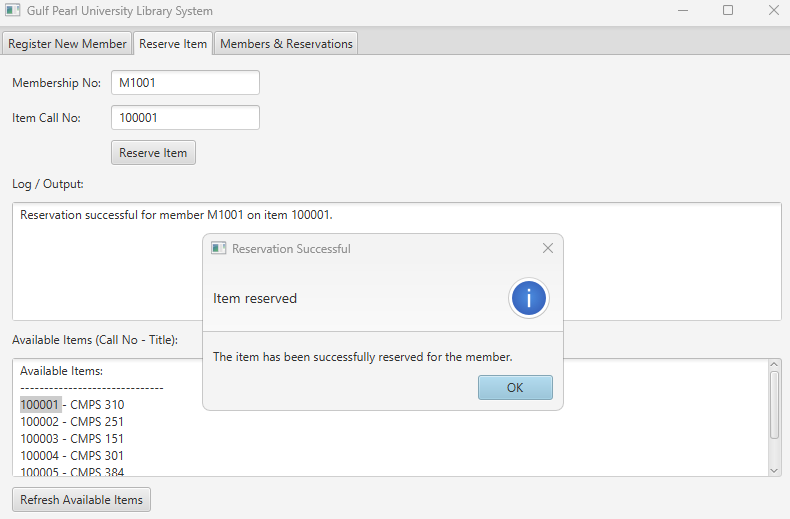 Gulf Pearl University Library System
Register New Member Reserve Item Members & Reservations
Membership No: M1001
Item Call No: 100001
Reserve Item
Log / Output:
Reservation successful for member M1001 on item 100001.
Reservation Successful
Item reserved
The item has been successfully reserved for the member.
OK
Available Items (Call No - Title):
Available Items:
------------------------------
100001 - CMPS 310
100002 - CMPS 251
100003 - CMPS 151
100004 - CMPS 301
100005 - CMPS 384
Refresh Available Items